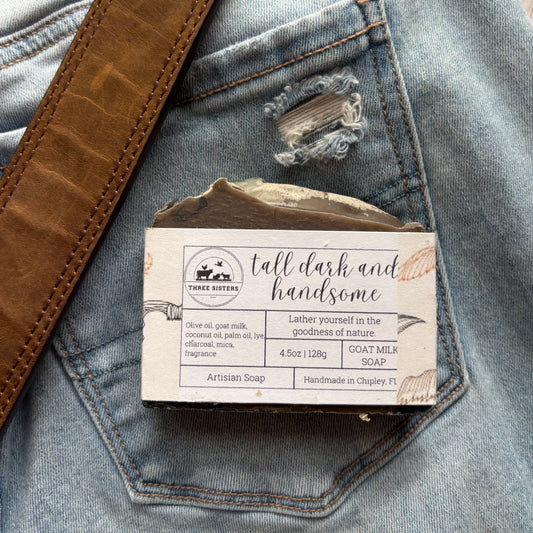 THREE SISTERS
tall dark and
handsome
Olive oil, goat milk,
coconut oil, palm oil, lye,
charcoal, mica,
fragrance
Lather yourself in the
goodness of nature.
4.5oz | 128g
GOAT MILK
SOAP
Artisian Soap
Handmade in Chipley, FL